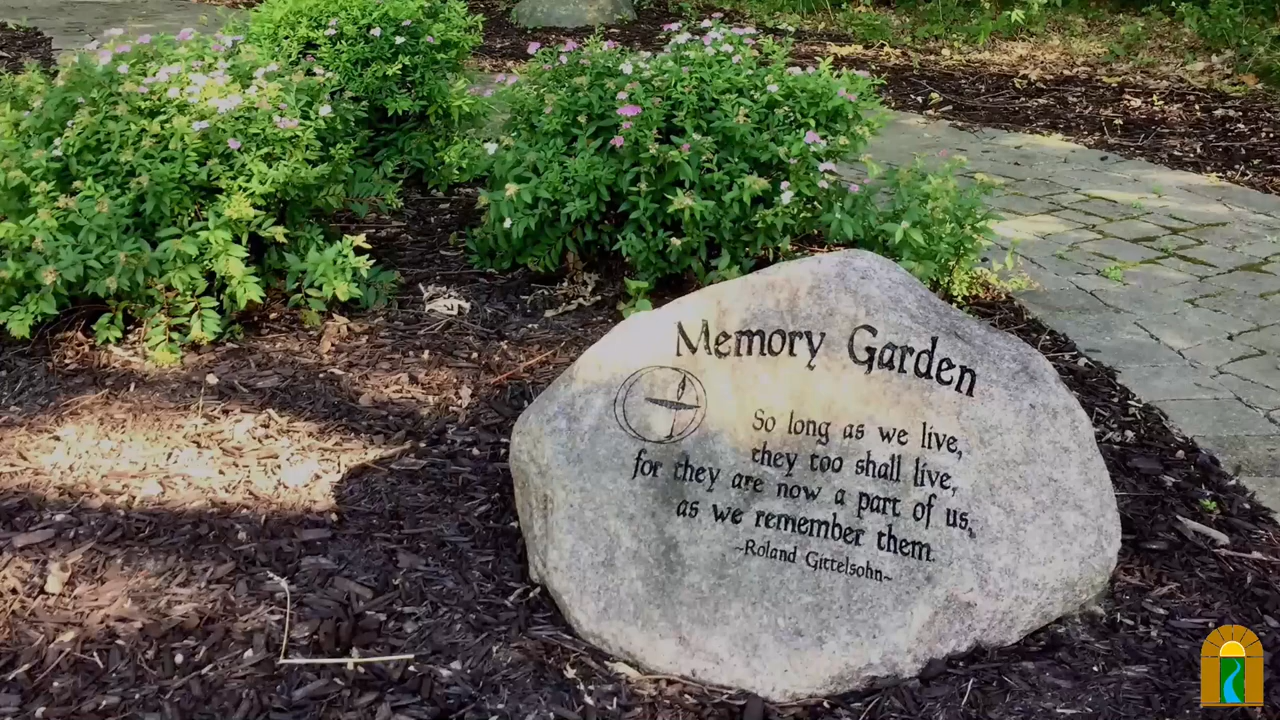 Memory Garden
So long as we live,
they too shall live,
for they are now a part of us,
as we remember them.
~Roland Gittelsohn~